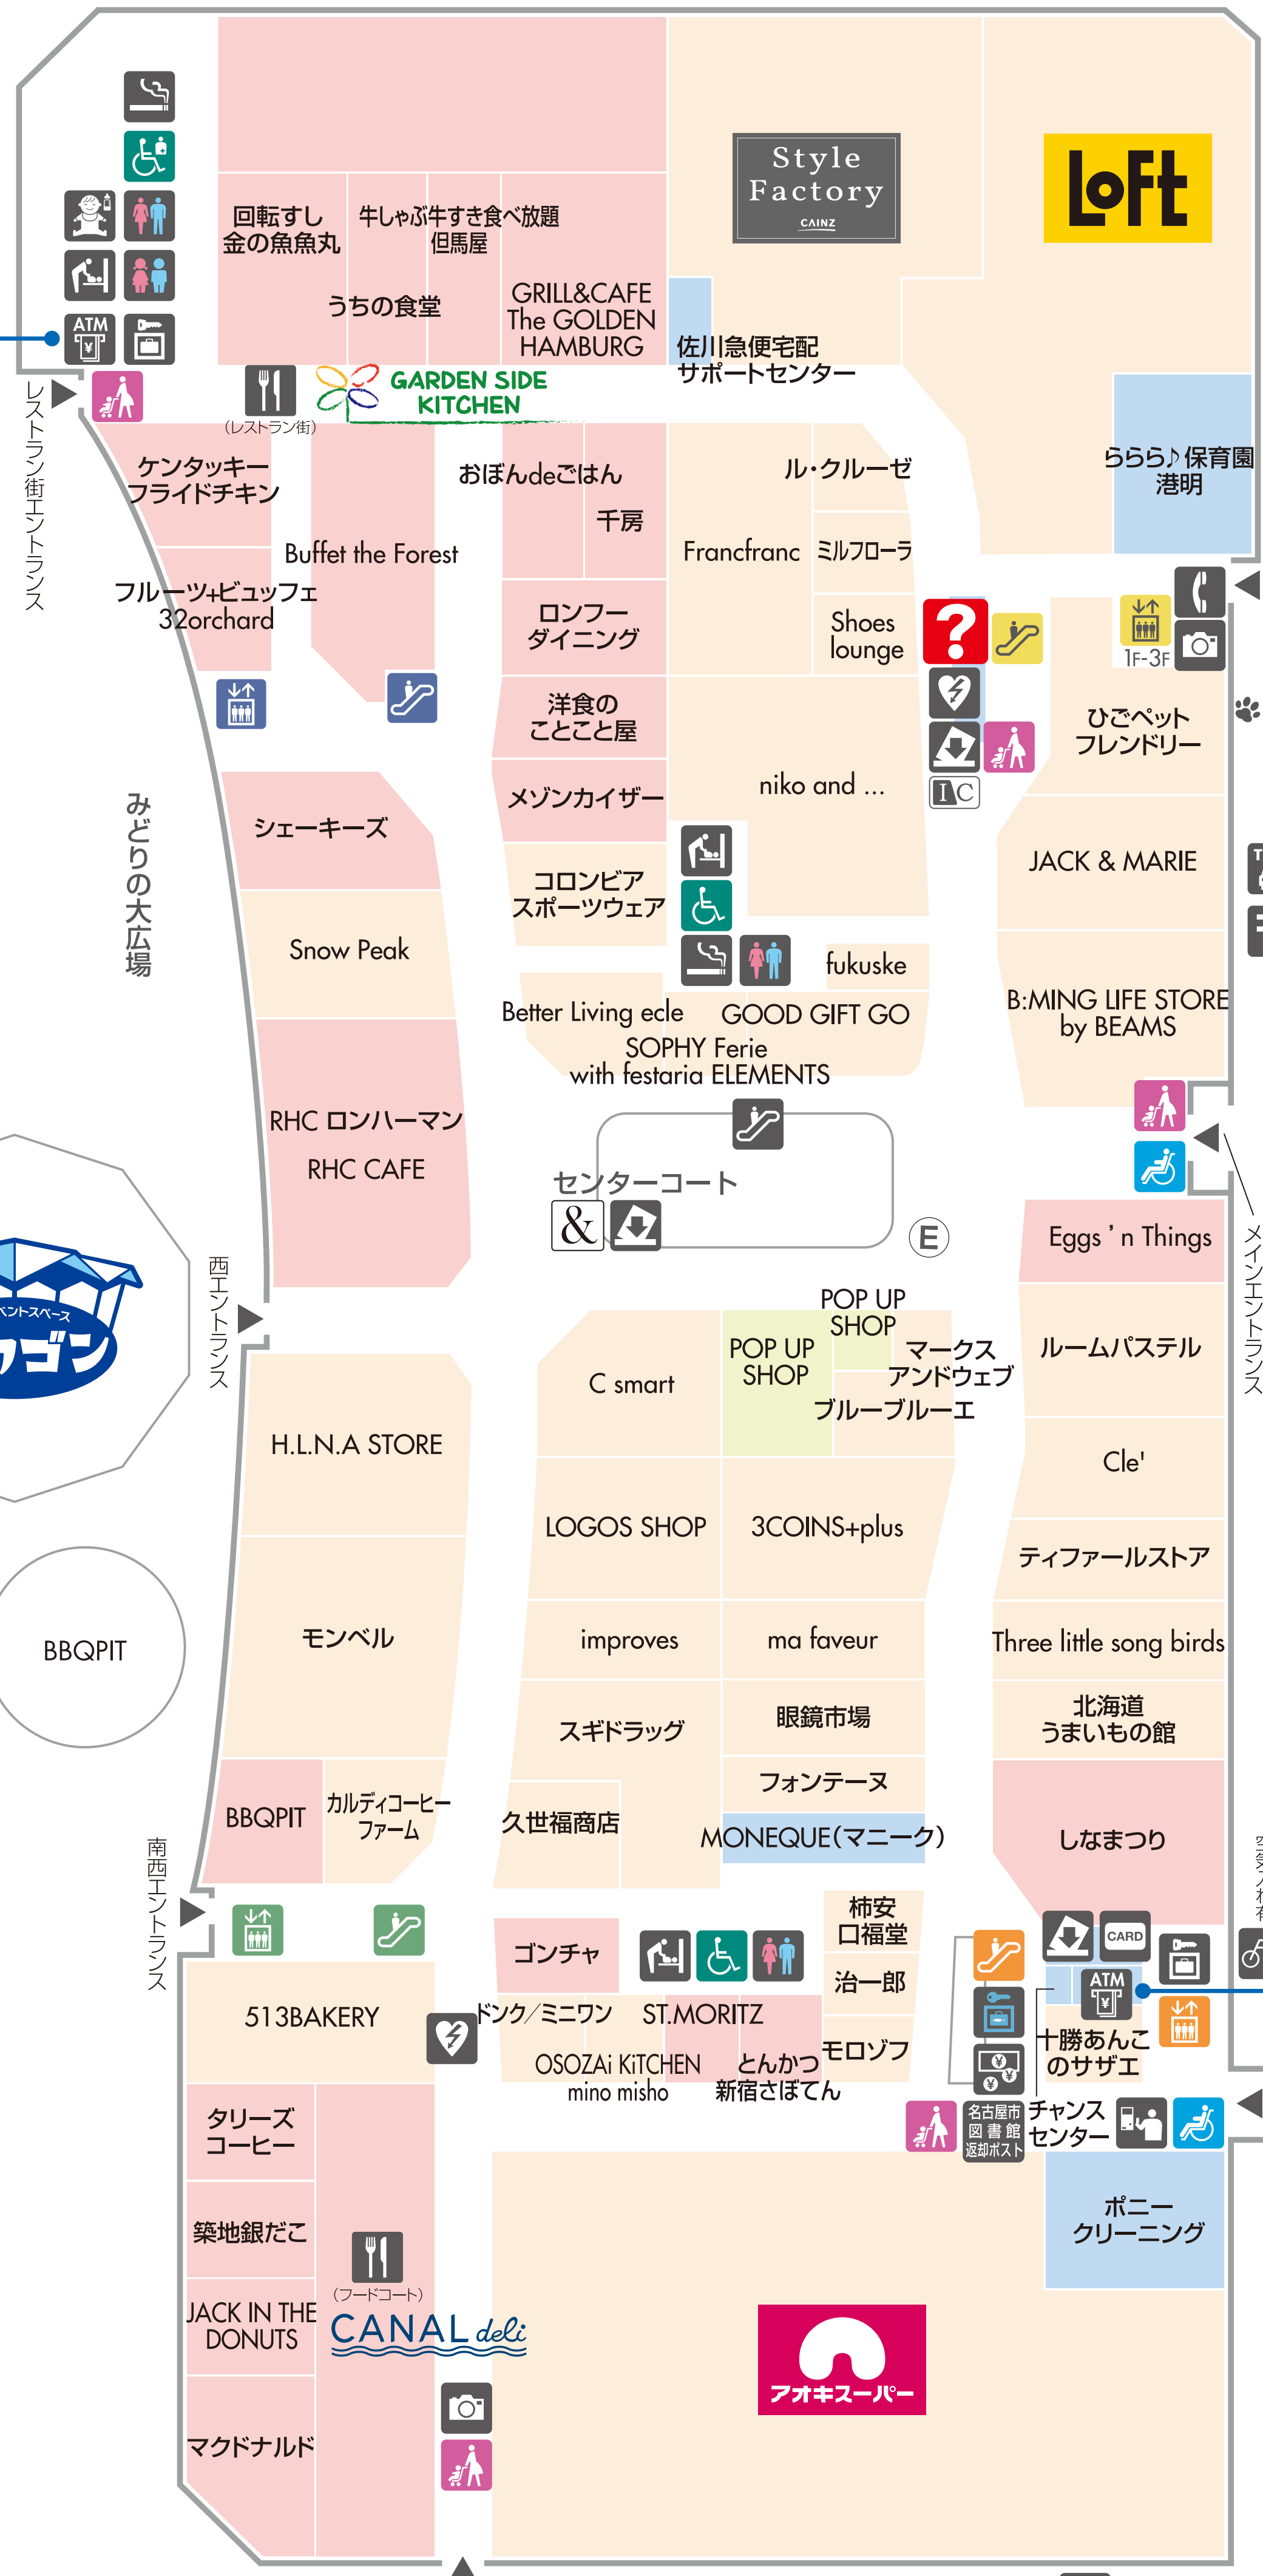 Style
Factory
CAINZ
LOFT
回転すし
金の魚魚丸
牛しゃぶ牛すき食べ放題
但馬屋
うちの食堂
GRILL&CAFE
The GOLDEN
HAMBURG
佐川急便宅配
サポートセンター
ATM
¥
レストラン街エントランス
(レストラン街)
GARDEN SIDE
KITCHEN
ららら♪保育園
港明
ケンタッキー
フライドチキン
Buffet the Forest
おぼんdeごはん
千房
Francfranc
ル・クルーゼ
ミルフローラ
フルーツ+ビュッフェ
32orchard
ロンフー
ダイニング
Shoes
lounge
?
1F-3F
洋食の
ことこと屋
ひごペット
フレンドリー
niko and ...
IC
メゾンカイザー
シェーキーズ
みどりの大広場
JACK & MARIE
コロンビア
スポーツウェア
Snow Peak
fukuske
Better Living ecle
GOOD GIFT GO
B:MING LIFE STORE
by BEAMS
SOPHY Ferie
with festaria ELEMENTS
RHC ロンハーマン
RHC CAFE
センターコート
&
E
Eggs 'n Things
メインエントランス
西エントランス
ベントスペース
ワゴン
POP UP
SHOP
POP UP
SHOP
マークス
アンドウェブ
ブルーブルーエ
C smart
ルームパステル
H.L.N.A STORE
Cle'
LOGOS SHOP
3COINS+plus
ティファールストア
モンベル
improves
ma faveur
Three little song birds
BBQPIT
スギドラッグ
眼鏡市場
北海道
うまいもの館
フォンテーヌ
BBQPIT
カルディコーヒー
ファーム
久世福商店
MONEQUE(マニーク)
しなまつり
南西エントランス
柿安
口福堂
ゴンチャ
CARD
治一郎
ATM
¥
513BAKERY
ドンク/ミニワン
ST.MORITZ
モロゾフ
十勝あんこ
のサザエ
OSOZAi KiTCHEN
mino misho
とんかつ
新宿さぼてん
¥
¥ ¥
名古屋市
図書館
返却ポスト
チャンス
センター
タリーズ
コーヒー
築地銀だこ
ポニー
クリーニング
(フードコート)
CANAL deli
JACK IN THE
DONUTS
アオキスーパー
マクドナルド